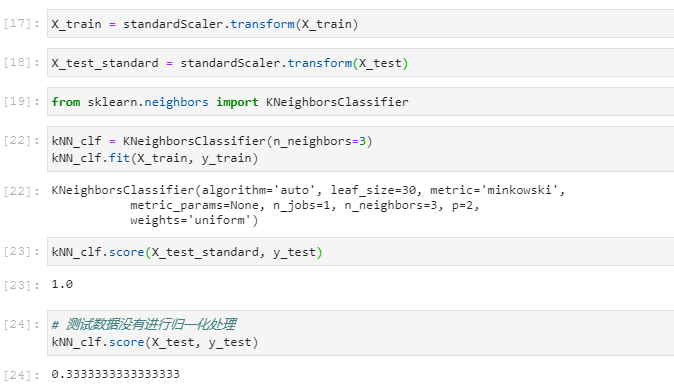 [17]: X_train = standardScaler.transform(X_train)
[18]: X_test_standard = standardScaler.transform(X_test)
[19]: from sklearn.neighbors import KNeighborsClassifier
[22]: kNN_clf = KNeighborsClassifier(n_neighbors=3)
kNN_clf.fit(X_train, y_train)
[22]: KNeighborsClassifier(algorithm='auto', leaf_size=30, metric='minkowski',
metric_params=None, n_jobs=1, n_neighbors=3, p=2,
weights='uniform')
[23]: kNN_clf.score(X_test_standard, y_test)
[23]: 1.0
[24]: # 测试数据没有进行归一化处理
kNN_clf.score(X_test, y_test)
[24]: 0.3333333333333333